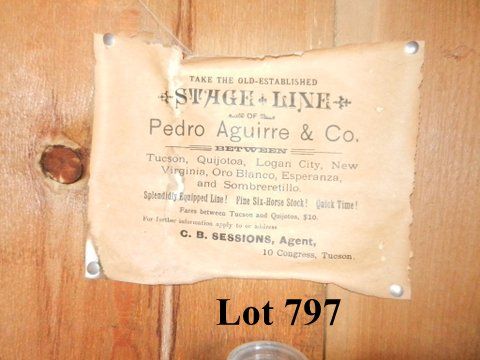 TAKE THE OLD-ESTABLISHED
STAGE LINE
OF
Pedro Aguirre & Co.
BETWEEN
Tucson, Quijotoa, Logan City, New
Virginia, Oro Blanco, Esperanza,
and Sombreretillo.
Splendidly Equipped Line! Fine Six-Horse Stock! Quick Time!
Fares between Tucson and Quijotoa, $10.
For further information apply to or address
C. B. SESSIONS, Agent,
10 Congress, Tucson.
Lot 797